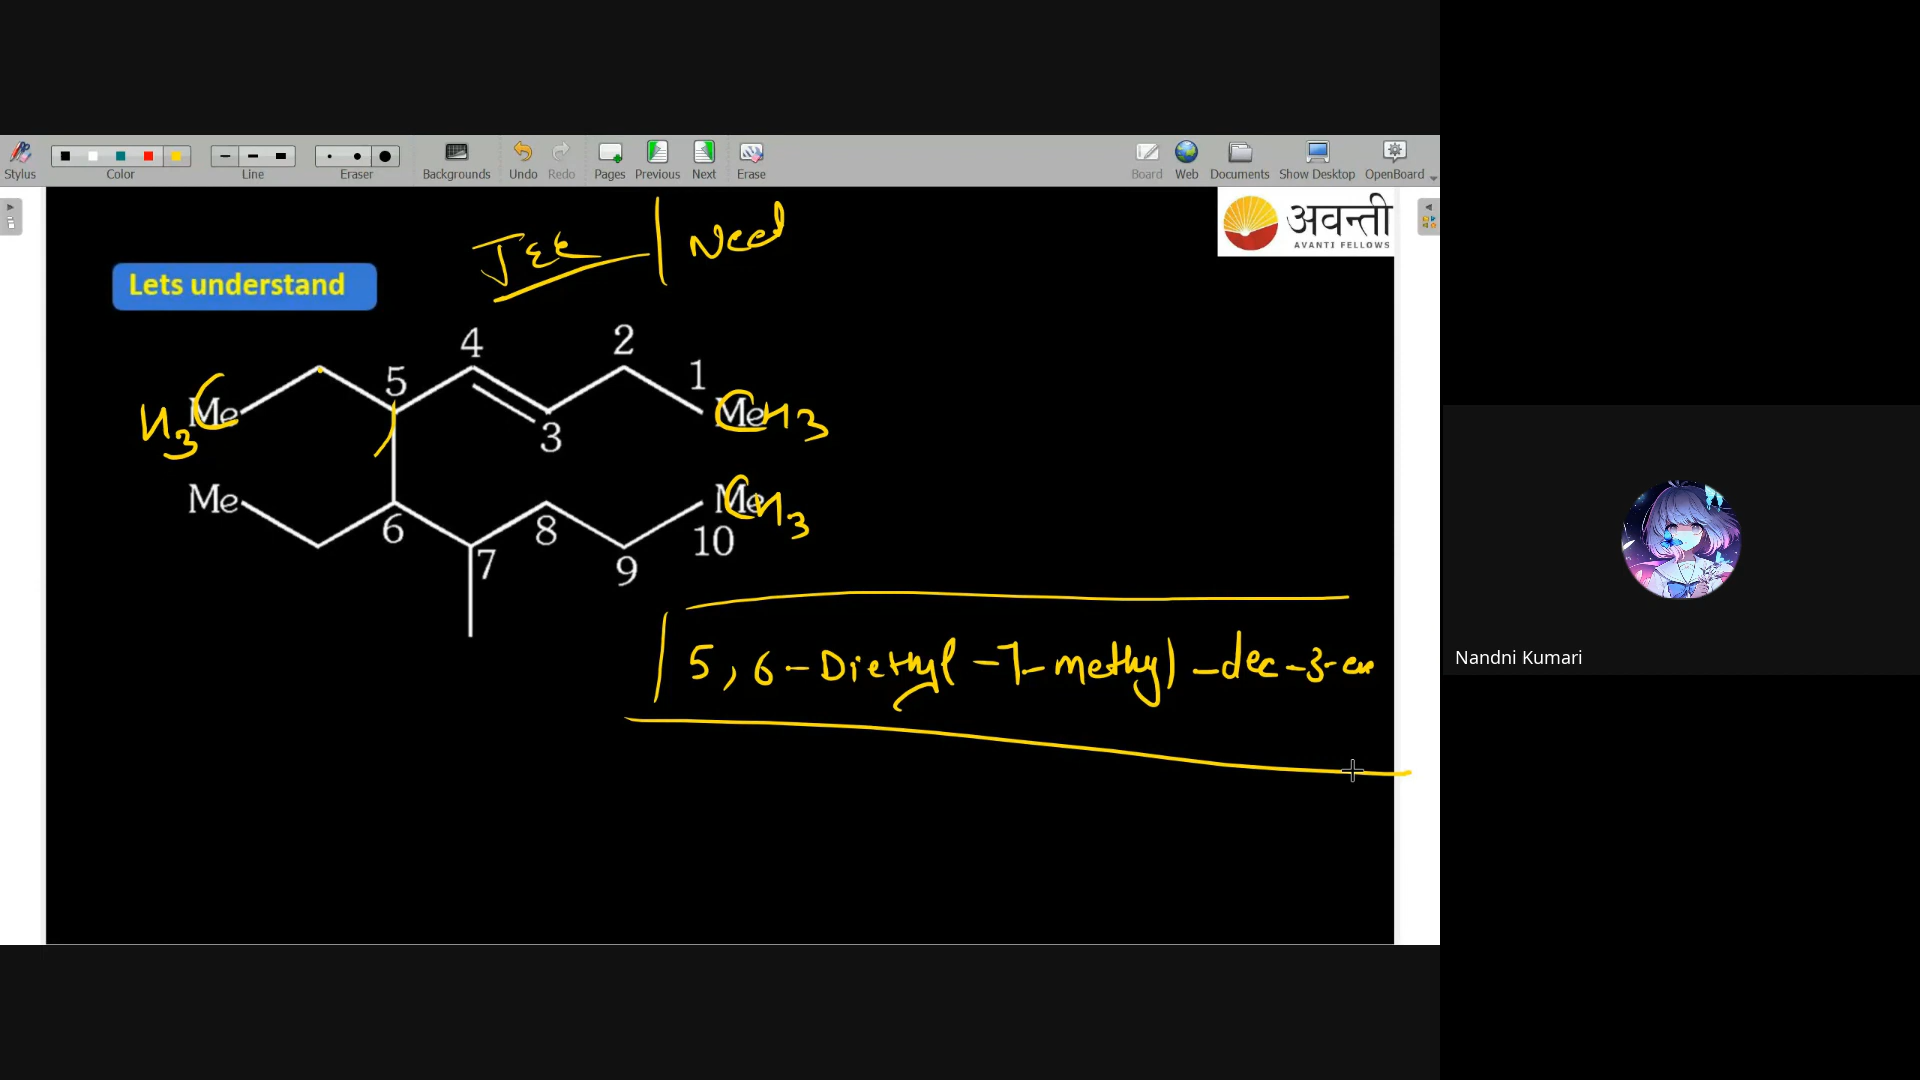 Stylus
Color
Line
Eraser
Backgrounds
Undo
Redo
Pages
Previous
Next
Erase
Board
Web
Documents
Show Desktop
OpenBoard
JEE | Need
अवन्ती
AVANTI FELLOWS
Lets understand
4
2
5
1
H3C
Me
Me
CH3
3
Me
Me
CH3
6
8
10
7
9
5, 6-Diethyl-7-methyl-dec-3-en
Nandni Kumari